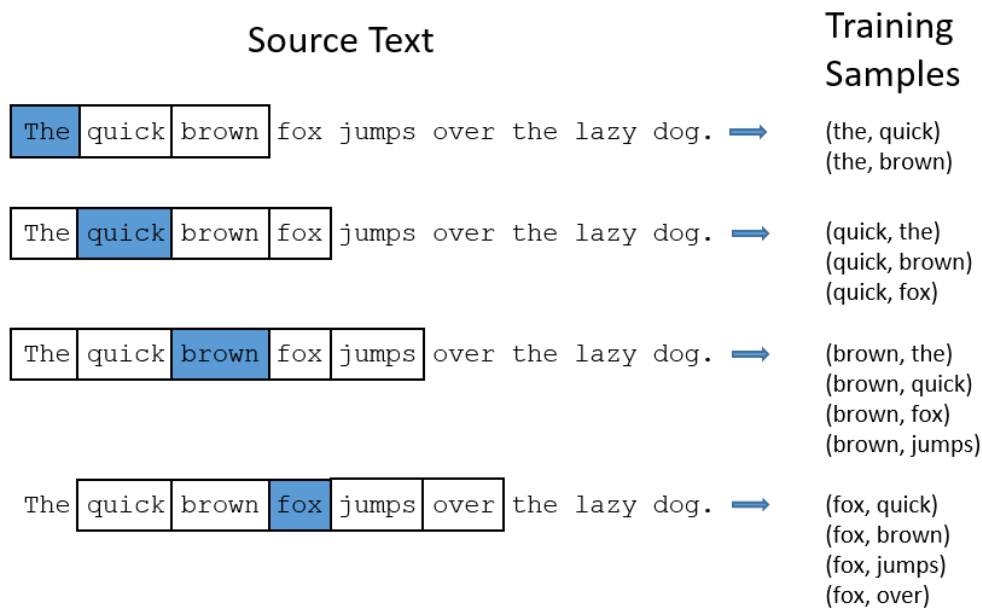 Source Text
Training
Samples
The quick brown fox jumps over the lazy dog.
(the, quick)
(the, brown)
The quick brown fox jumps over the lazy dog.
(quick, the)
(quick, brown)
(quick, fox)
The quick brown fox jumps over the lazy dog.
(brown, the)
(brown, quick)
(brown, fox)
(brown, jumps)
The quick brown fox jumps over the lazy dog.
(fox, quick)
(fox, brown)
(fox, jumps)
(fox, over)